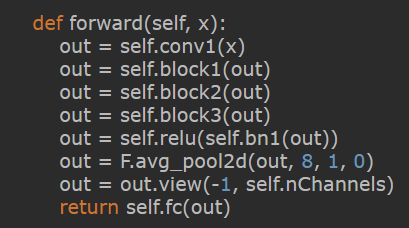 def forward(self, x):
    out = self.conv1(x)
    out = self.block1(out)
    out = self.block2(out)
    out = self.block3(out)
    out = self.relu(self.bn1(out))
    out = F.avg_pool2d(out, 8, 1, 0)
    out = out.view(-1, self.nChannels)
    return self.fc(out)